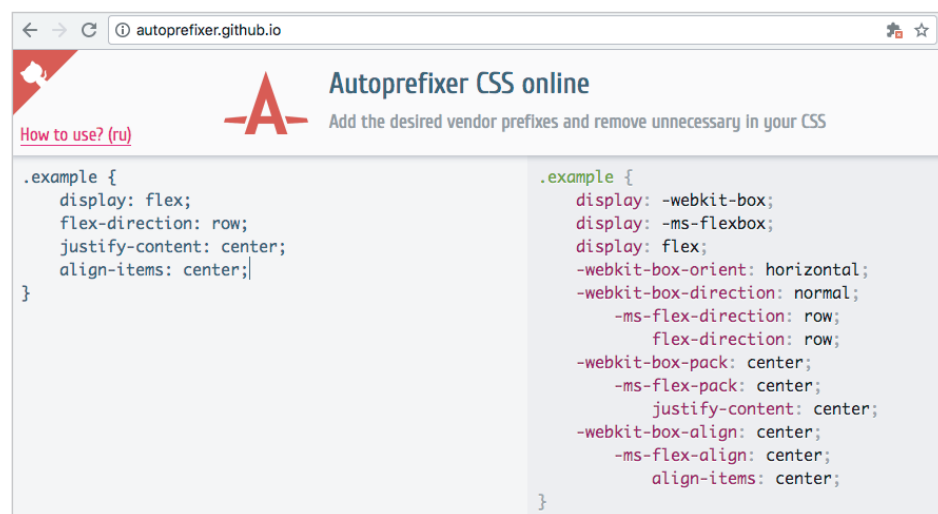 autoprefixer.github.io
Autoprefixer CSS online
Add the desired vendor prefixes and remove unnecessary in your CSS
How to use? (ru)
.example {
    display: flex;
    flex-direction: row;
    justify-content: center;
    align-items: center;
}
.example {
    display: -webkit-box;
    display: -ms-flexbox;
    display: flex;
    -webkit-box-orient: horizontal;
    -webkit-box-direction: normal;
        -ms-flex-direction: row;
            flex-direction: row;
    -webkit-box-pack: center;
        -ms-flex-pack: center;
            justify-content: center;
    -webkit-box-align: center;
        -ms-flex-align: center;
            align-items: center;
}